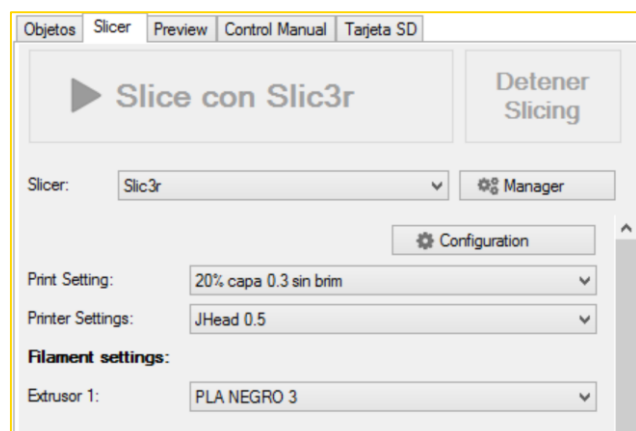 Objetos Slicer Preview Control Manual Tarjeta SD
Slice con Slic3r
Detener
Slicing
Slicer: Slic3r Manager
Configuration
Print Setting: 20% capa 0.3 sin brim
Printer Settings: JHead 0.5
Filament settings:
Extrusor 1: PLA NEGRO 3